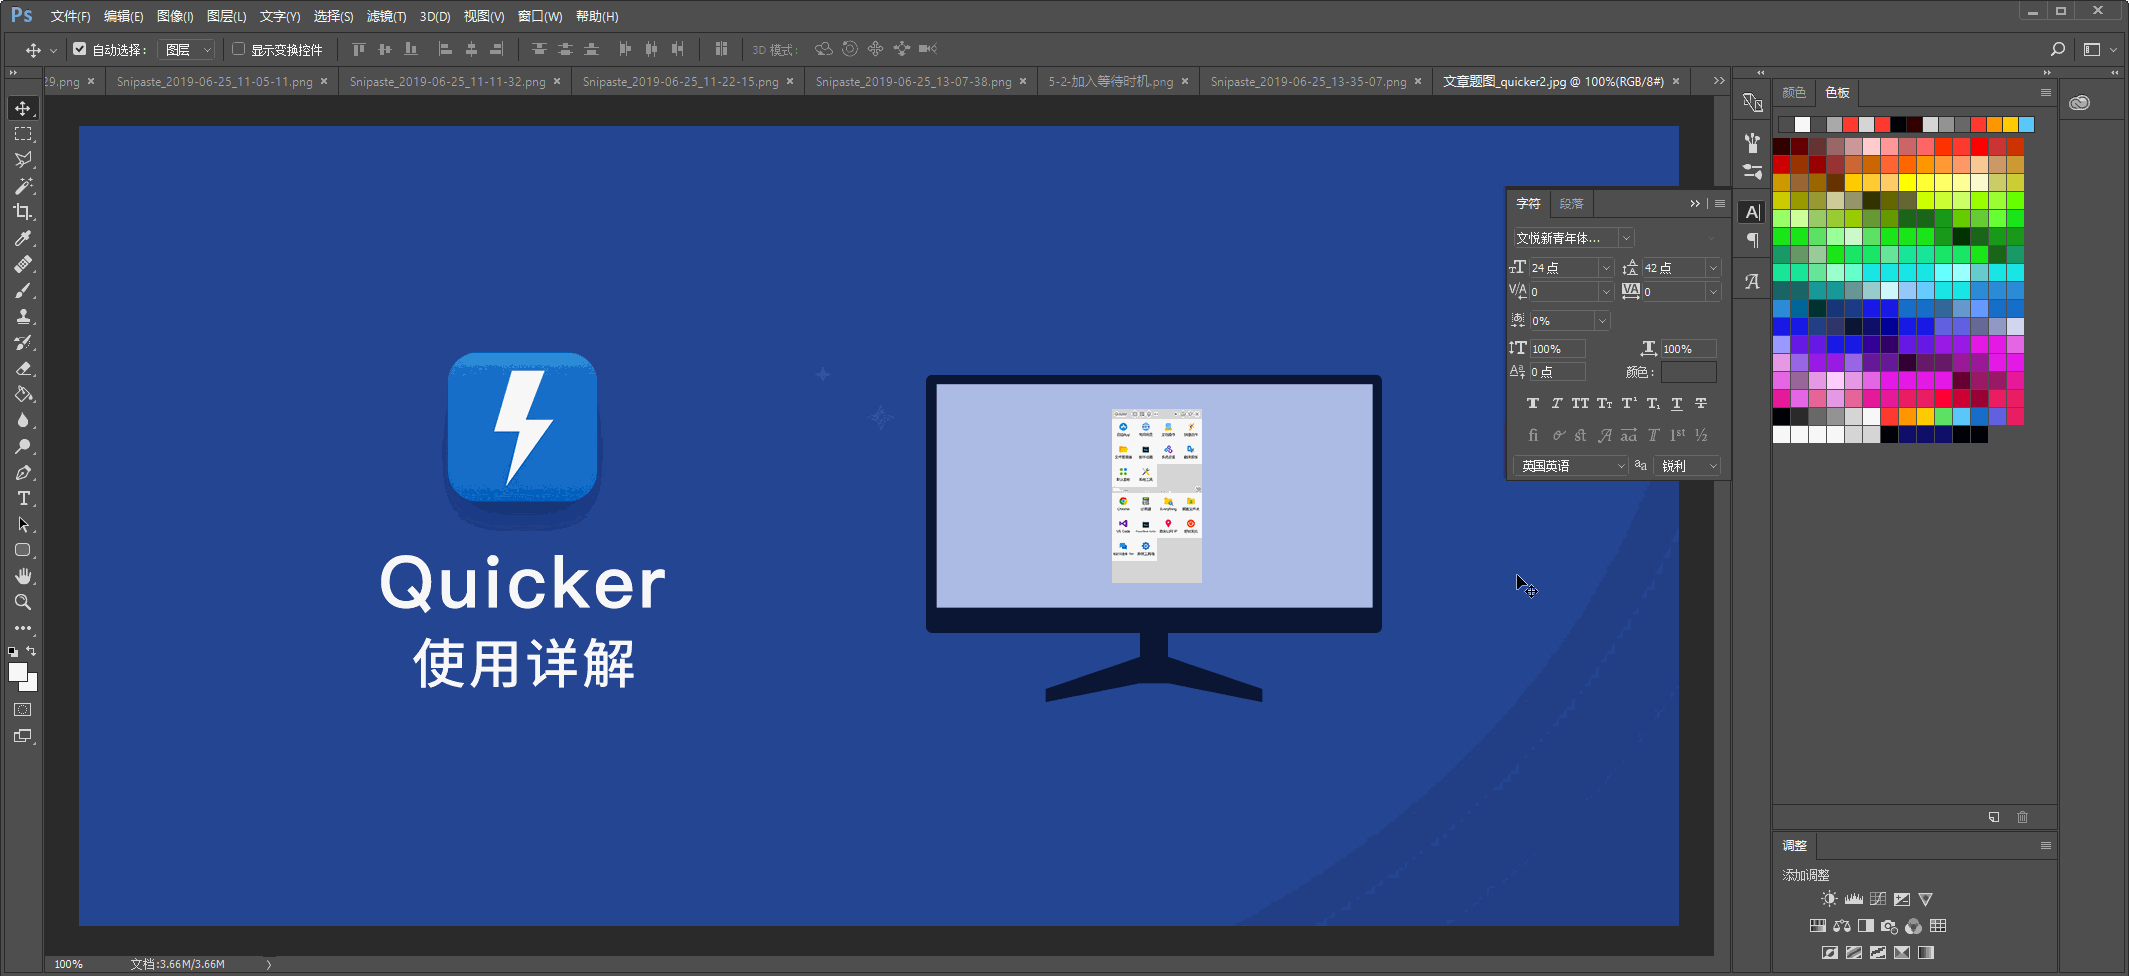 Ps 文件(F) 编辑(E) 图像(I) 图层(L) 文字(Y) 选择(S) 滤镜(T) 3D(D) 视图(V) 窗口(W) 帮助(H)
自动选择: 图层 显示变换控件 3D 模式:
29.png × Snipaste_2019-06-25_11-05-11.png × Snipaste_2019-06-25_11-11-32.png × Snipaste_2019-06-25_11-22-15.png × Snipaste_2019-06-25_13-07-38.png × 5-2-加入等待时机.png × Snipaste_2019-06-25_13-35-07.png × 文章题图_quicker2.jpg @ 100%(RGB/8#) ×
颜色 色板
字符 段落
文悦新青年体...
24 点 42 点
0 0
0%
100% 100%
0 点 颜色:
英国英语 aa 锐利
Quicker
使用详解
调整
添加调整
100% 文档:3.66M/3.66M